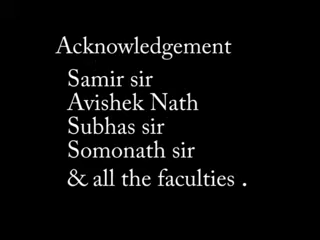 Acknowledgement
Samir sir
Avishek Nath
Subhas sir
Somonath sir
& all the faculties .